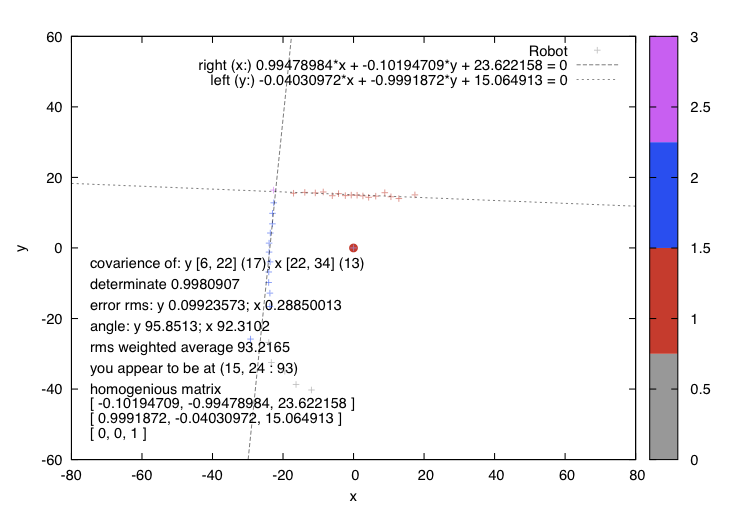 60
40
20
0
-20
-40
-60
y
Robot
right (x:) 0.99478984*x + -0.10194709*y + 23.622158 = 0
left (y:) -0.04030972*x + -0.9991872*y + 15.064913 = 0
covarience of: y [6, 22] (17); x [22, 34] (13)
determinate 0.9980907
error rms: y 0.09923573; x 0.28850013
angle: y 95.8513; x 92.3102
rms weighted average 93.2165
you appear to be at (15, 24 : 93)
homogenious matrix
[ -0.10194709, -0.99478984, 23.622158 ]
[ 0.9991872, -0.04030972, 15.064913 ]
[ 0, 0, 1 ]
-80 -60 -40 -20 0 20 40 60 80
x
3
2.5
2
1.5
1
0.5
0